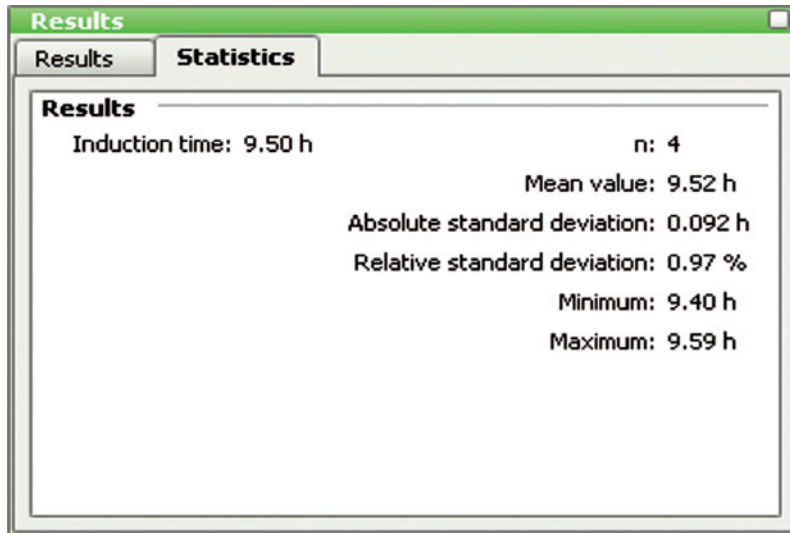 Results
Results Statistics
Results
Induction time: 9.50 h n: 4
Mean value: 9.52 h
Absolute standard deviation: 0.092 h
Relative standard deviation: 0.97 %
Minimum: 9.40 h
Maximum: 9.59 h